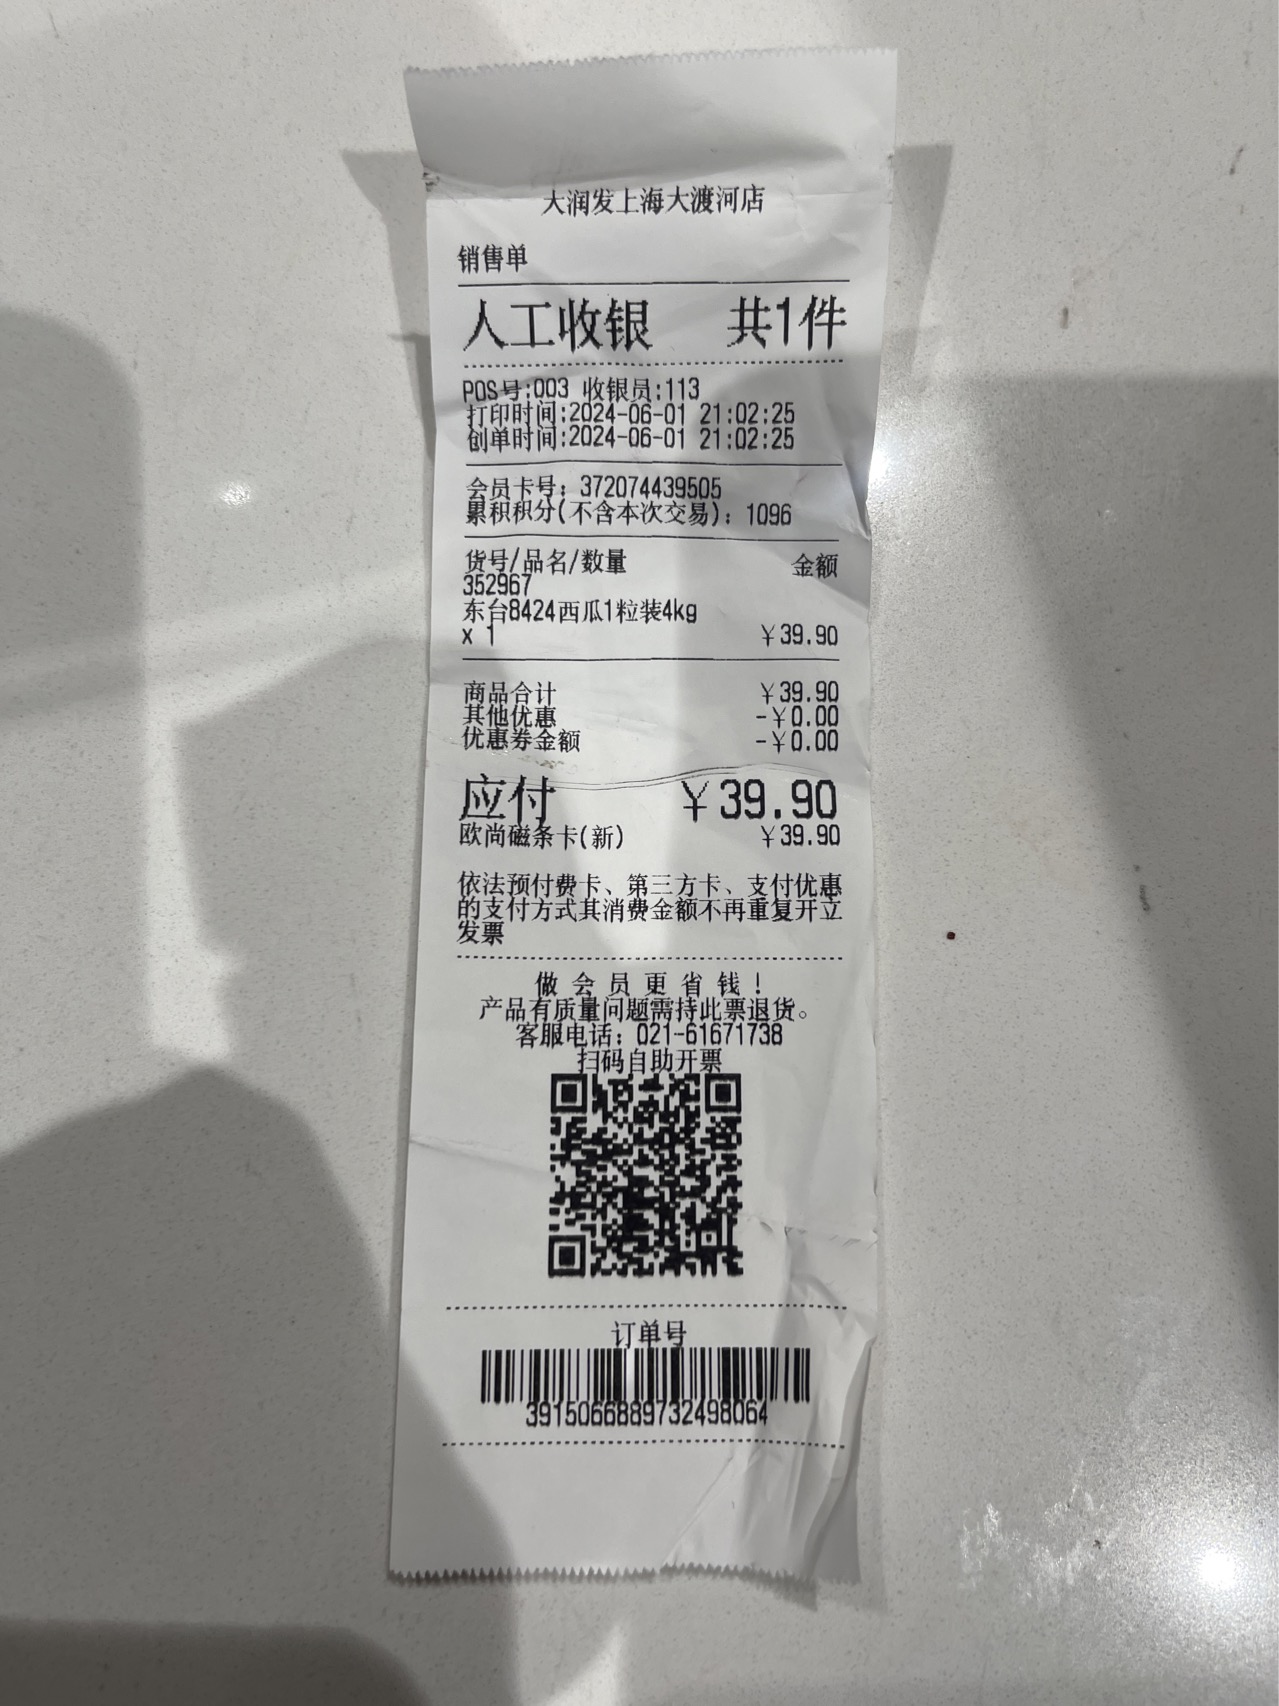 大润发上海大渡河店
销售单
人工收银 共1件
POS号:003 收银员:113
打印时间:2024-06-01 21:02:25
创单时间:2024-06-01 21:02:25
会员卡号：372074439505
累积积分(不含本次交易)：1096
货号/品名/数量 金额
352967
东台8424西瓜1粒装4kg
x 1 ￥39.90
商品合计 ￥39.90
其他优惠 -￥0.00
优惠券金额 -￥0.00
应付 ￥39.90
欧尚磁条卡(新) ￥39.90
依法预付费卡、第三方卡、支付优惠
的支付方式其消费金额不再重复开立
发票
做会员更省钱！
产品有质量问题需持此票退货。
客服电话：021-61671738
扫码自助开票
订单号
3915066889732498064